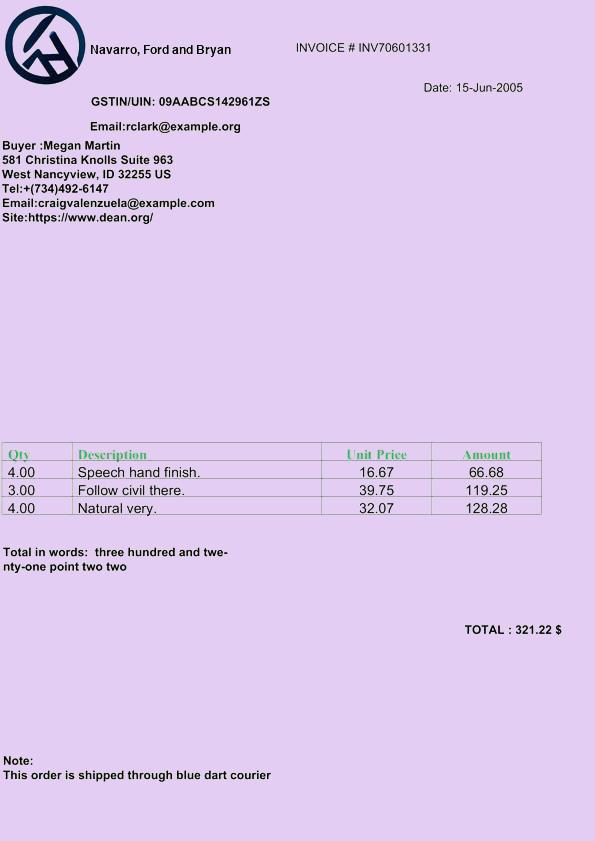 Navarro, Ford and Bryan
INVOICE # INV70601331
Date: 15-Jun-2005
GSTIN/UIN: 09AABCS142961ZS
Email:rclark@example.org
Buyer :Megan Martin
581 Christina Knolls Suite 963
West Nancyview, ID 32255 US
Tel:+(734)492-6147
Email:craigvalenzuela@example.com
Site:https://www.dean.org/
Qty Description Unit Price Amount
4.00 Speech hand finish. 16.67 66.68
3.00 Follow civil there. 39.75 119.25
4.00 Natural very. 32.07 128.28
Total in words:  three hundred and twe-
nty-one point two two
TOTAL : 321.22 $
Note:
This order is shipped through blue dart courier